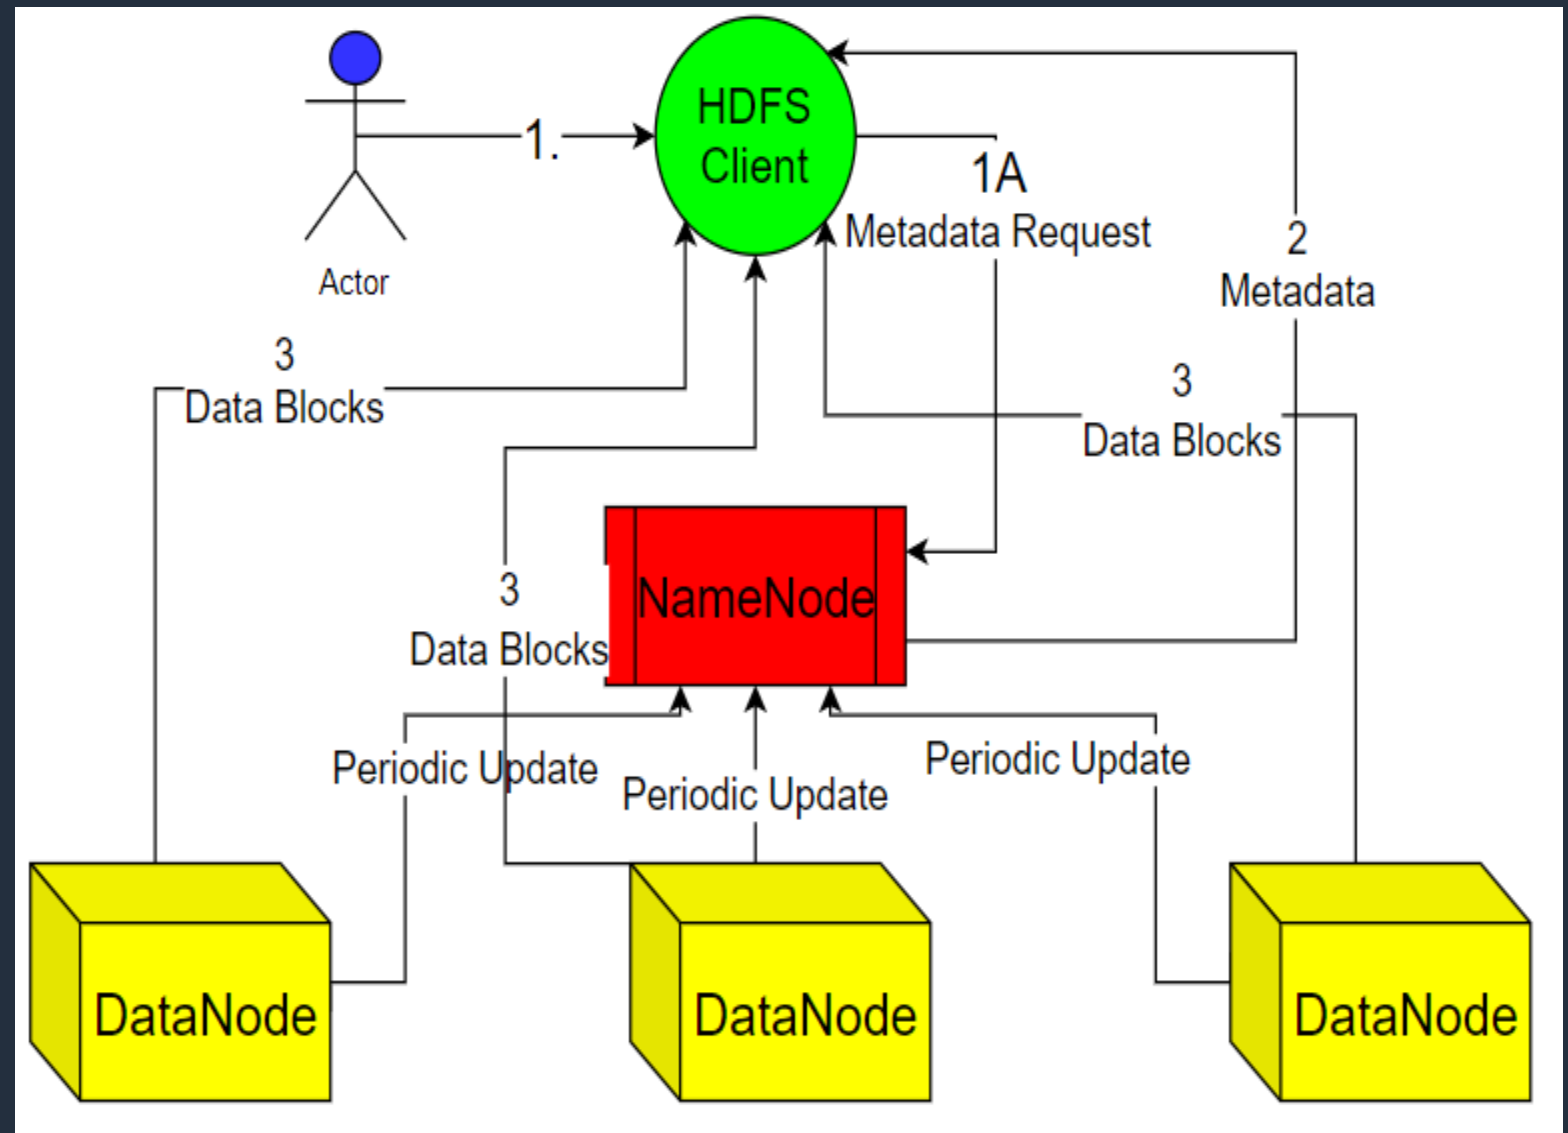 HDFS
Client
1.
1A
Metadata Request
2
Metadata
Actor
3
Data Blocks
3
Data Blocks
3
Data Blocks
NameNode
Periodic Update
Periodic Update
Periodic Update
DataNode
DataNode
DataNode